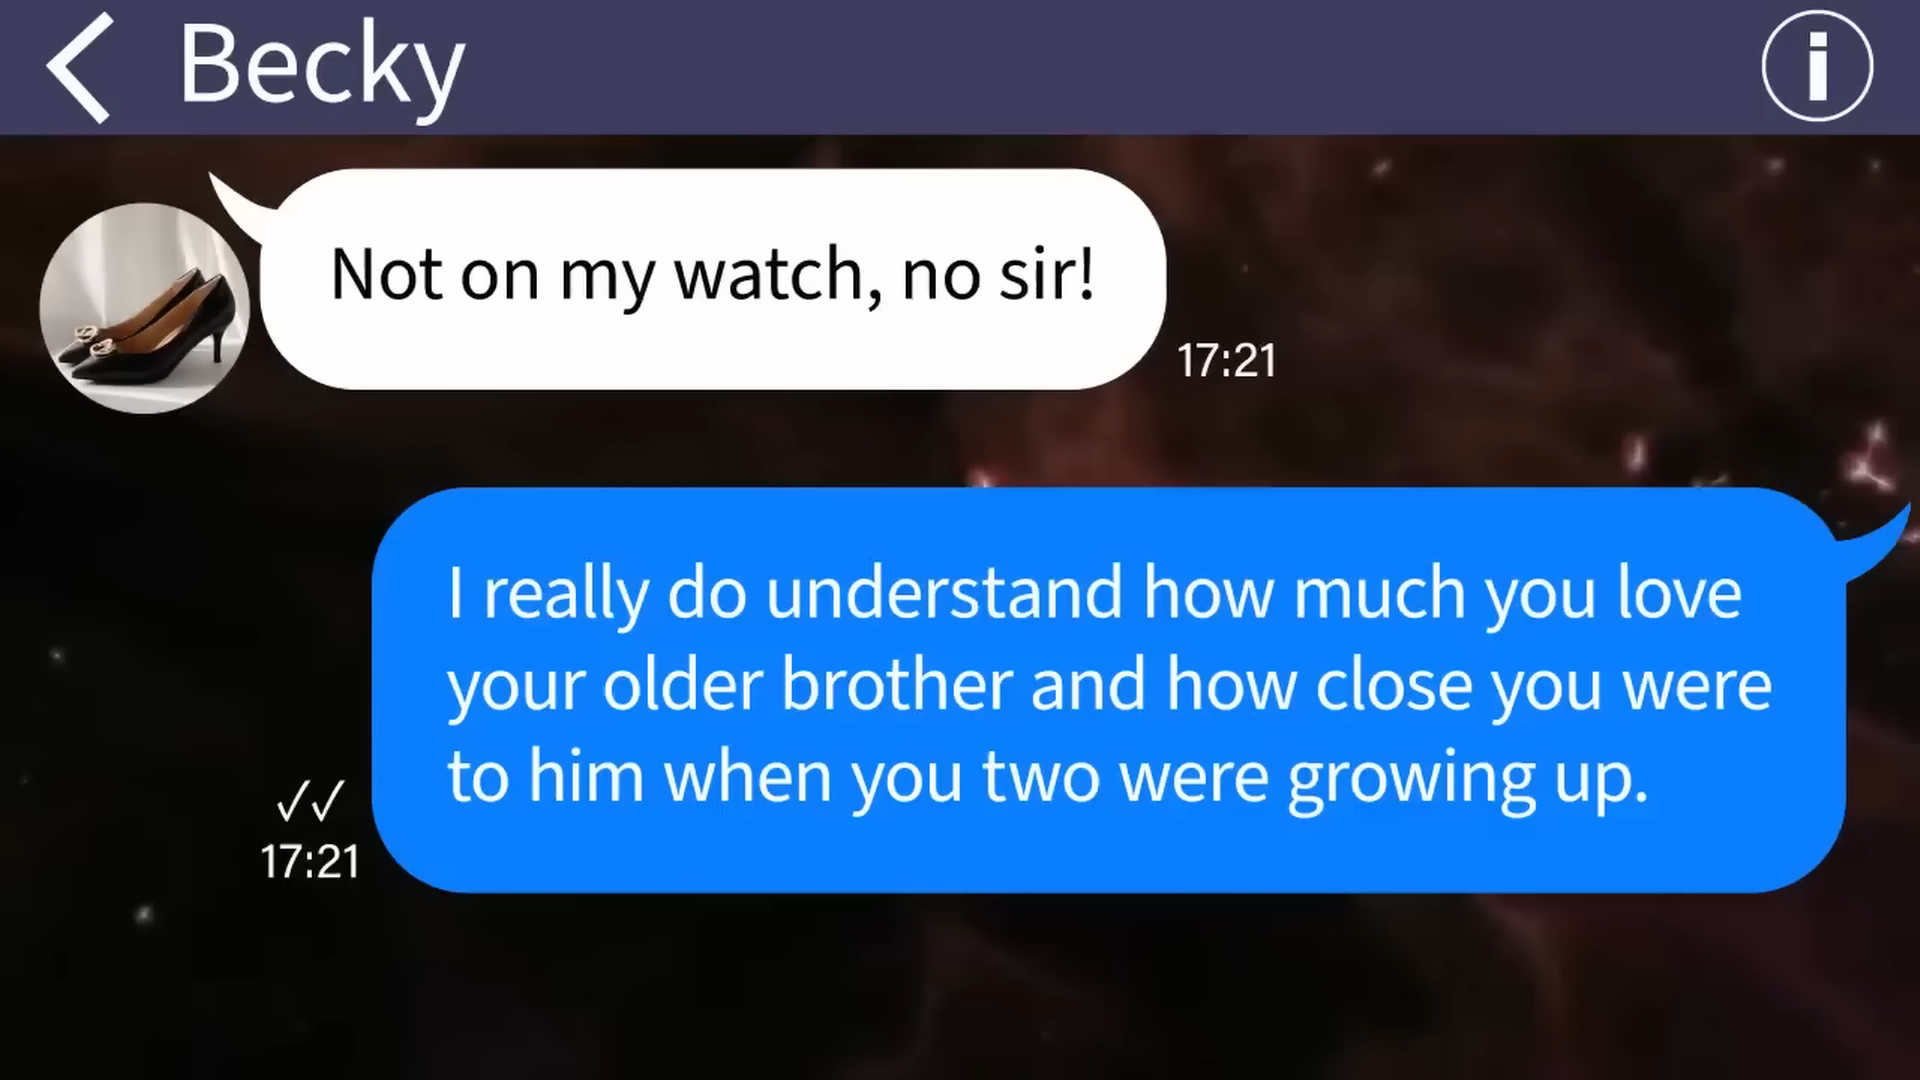 Becky
Not on my watch, no sir!
17:21
I really do understand how much you love
your older brother and how close you were
to him when you two were growing up.
✓✓
17:21